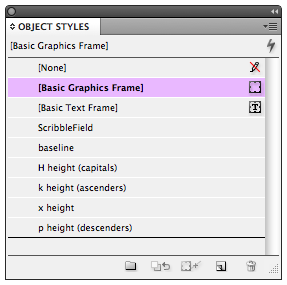 OBJECT STYLES
[Basic Graphics Frame]
[None]
[Basic Graphics Frame]
[Basic Text Frame]
ScribbleField
baseline
H height (capitals)
k height (ascenders)
x height
p height (descenders)